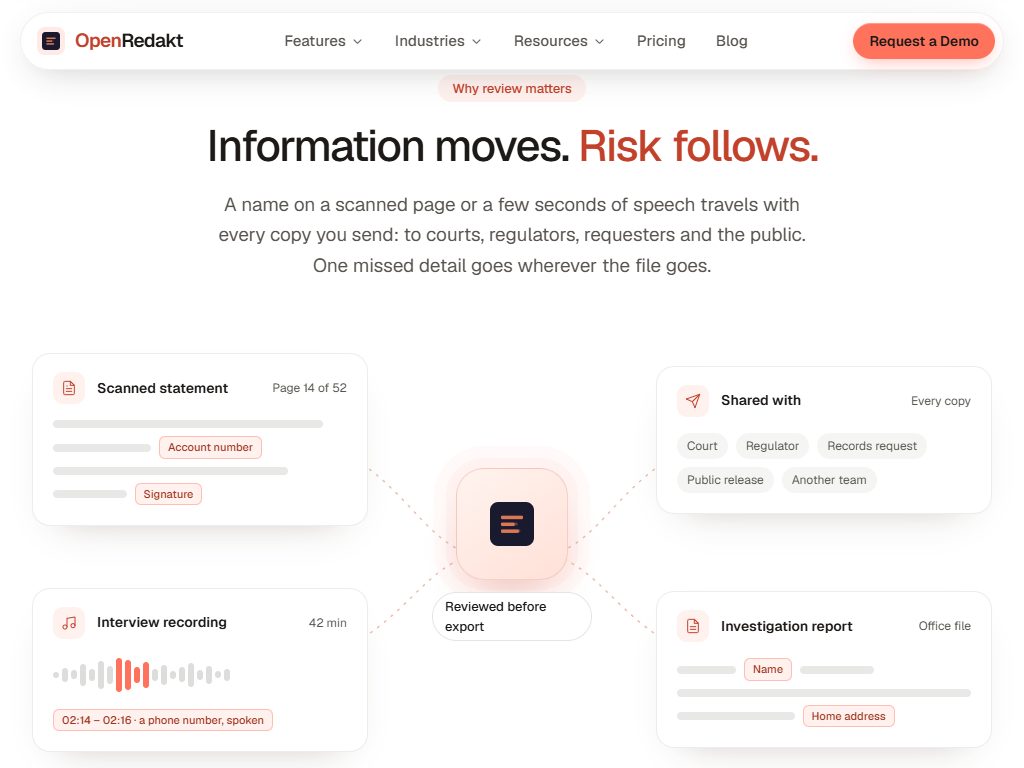 OpenRedakt
Features
Industries
Resources
Pricing
Blog
Request a Demo
Why review matters
Information moves. Risk follows.
A name on a scanned page or a few seconds of speech travels with
every copy you send: to courts, regulators, requesters and the public.
One missed detail goes wherever the file goes.
Scanned statement
Page 14 of 52
Account number
Signature
Shared with
Every copy
Court
Regulator
Records request
Public release
Another team
Reviewed before
export
Interview recording
42 min
02:14 – 02:16 · a phone number, spoken
Investigation report
Office file
Name
Home address